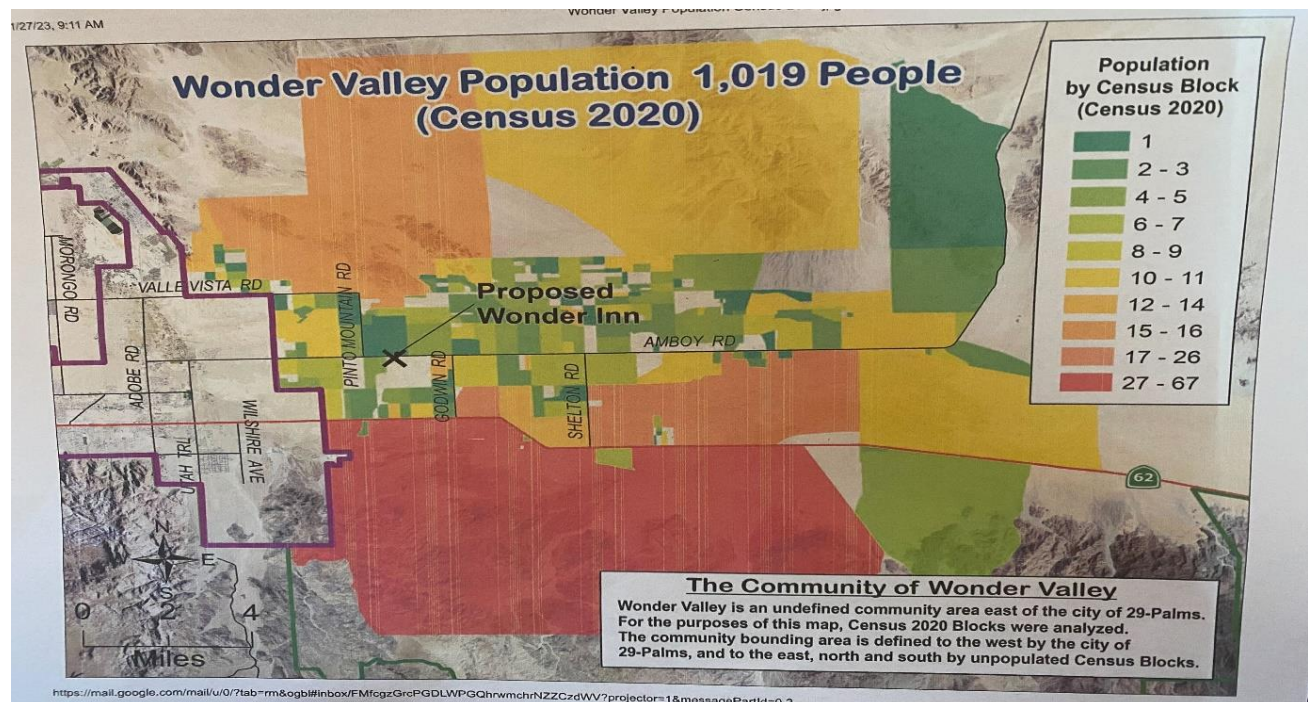 1/27/23, 9:11 AM
Wonder Valley Population Census
Wonder Valley Population 1,019 People
(Census 2020)
Population
by Census Block
(Census 2020)
1
2 - 3
4 - 5
6 - 7
8 - 9
10 - 11
12 - 14
15 - 16
17 - 26
27 - 67
MORONGO RD
VALLE VISTA RD
PINTO MOUNTAIN RD
Proposed
Wonder Inn
AMBOY RD
ADOBE RD
GODWIN RD
SHELTON RD
WILSHIRE AVE
UTAH TRL
62
N
E
S
0 2 4
Miles
The Community of Wonder Valley
Wonder Valley is an undefined community area east of the city of 29-Palms.
For the purposes of this map, Census 2020 Blocks were analyzed.
The community bounding area is defined to the west by the city of
29-Palms, and to the east, north and south by unpopulated Census Blocks.